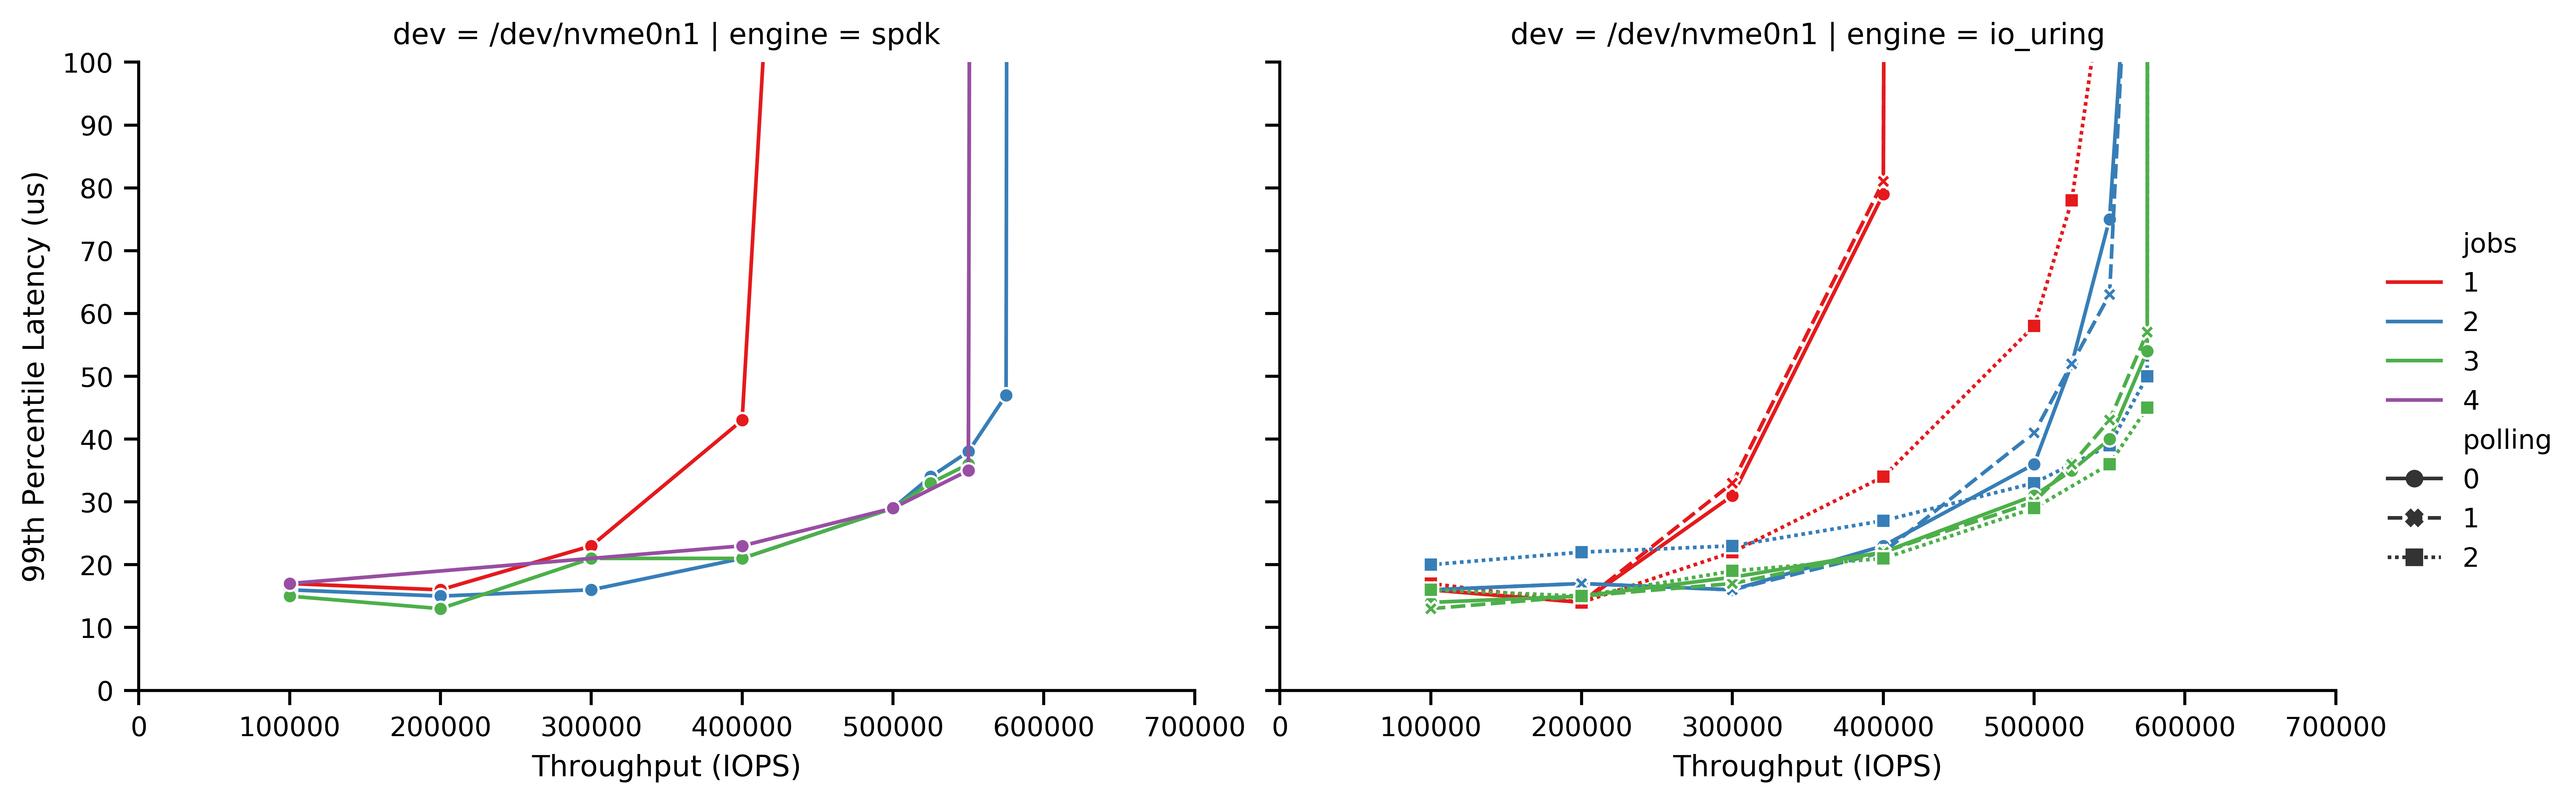 dev = /dev/nvme0n1 | engine = spdk
dev = /dev/nvme0n1 | engine = io_uring
99th Percentile Latency (us)
100
90
80
70
60
50
40
30
20
10
0
0 100000 200000 300000 400000 500000 600000 700000
0 100000 200000 300000 400000 500000 600000 700000
Throughput (IOPS)
Throughput (IOPS)
jobs
1
2
3
4
polling
0
1
2